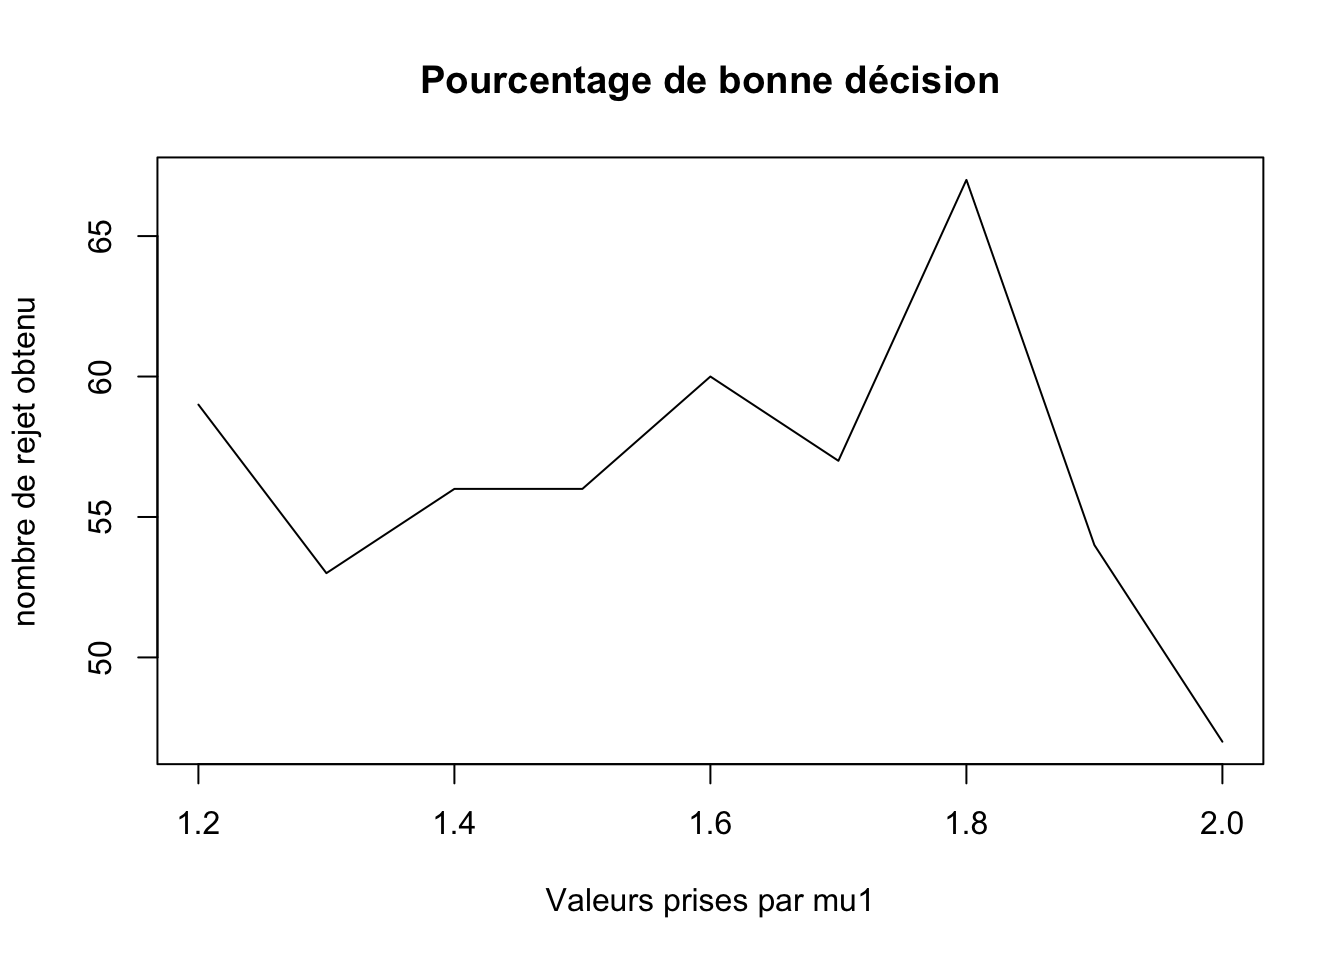 Pourcentage de bonne décision
nombre de rejet obtenu
65
60
55
50
1.2 1.4 1.6 1.8 2.0
Valeurs prises par mu1